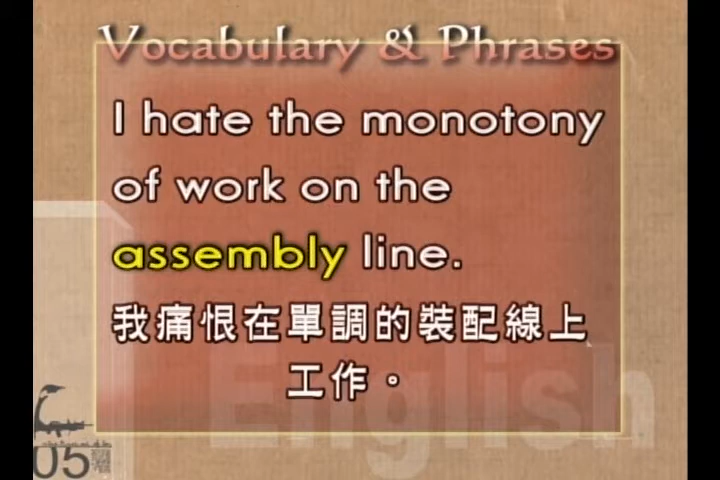 Vocabulary & Phrases
I hate the monotony
of work on the
assembly line.
我痛恨在單調的裝配線上
工作。
English
05